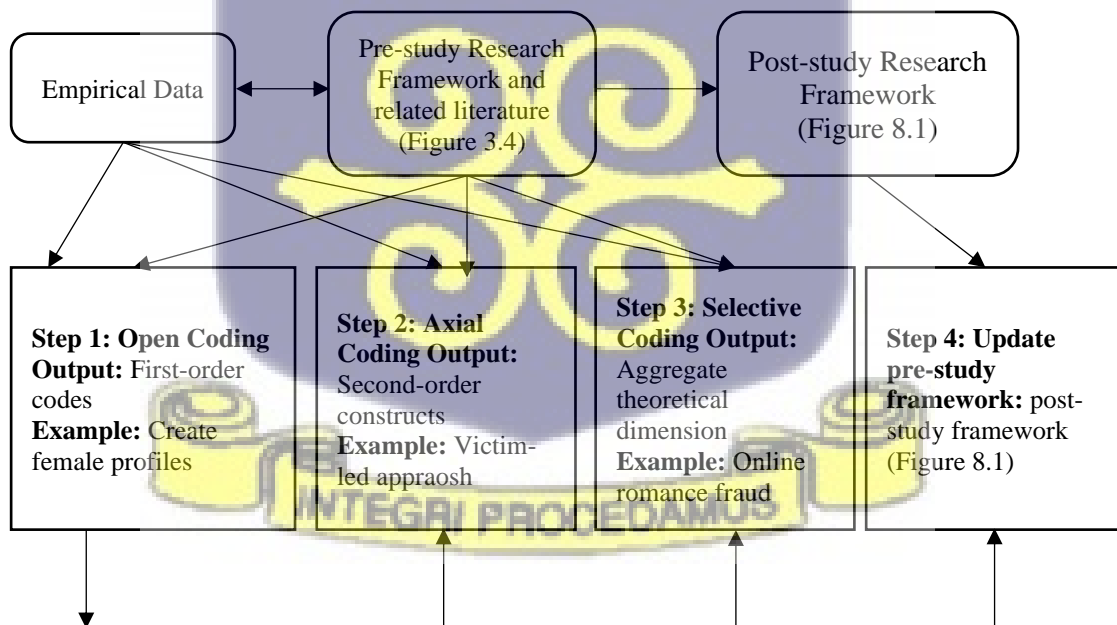 Empirical Data
Pre-study Research
Framework and
related literature
(Figure 3.4)
Post-study Research
Framework
(Figure 8.1)
Step 1: Open Coding
Output: First-order
codes
Example: Create
female profiles
Step 2: Axial
Coding Output:
Second-order
constructs
Example: Victim-
led appraosh
Step 3: Selective
Coding Output:
Aggregate
theoretical
dimension
Example: Online
romance fraud
Step 4: Update
pre-study
framework: post-
study framework
(Figure 8.1)
INTEGRI PROCEDAMUS